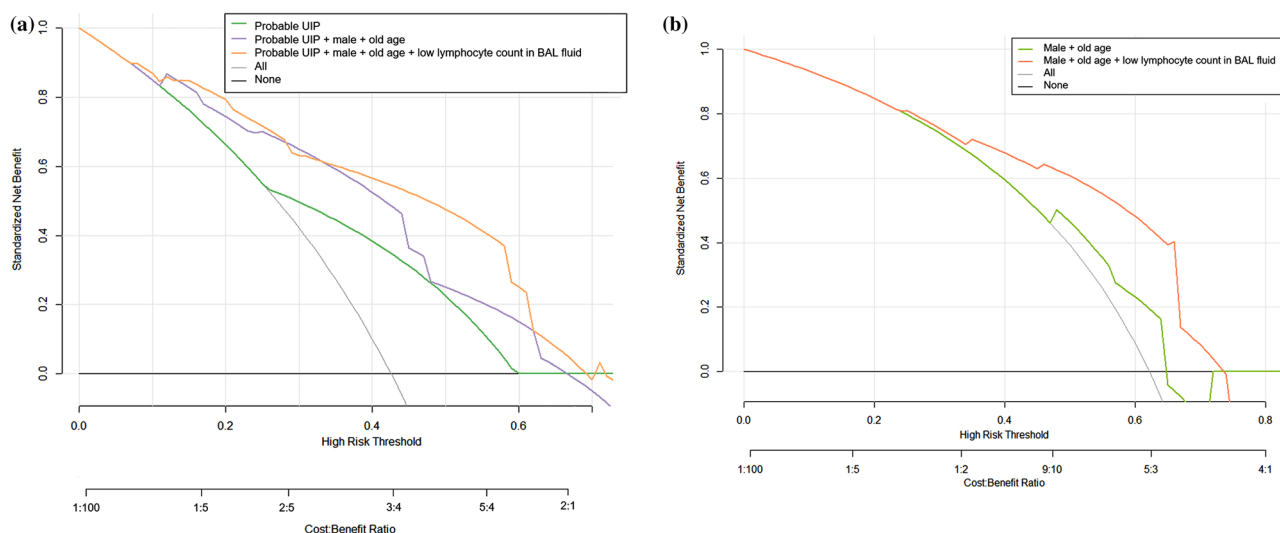 (a)
Probable UIP
Probable UIP + male + old age
Probable UIP + male + old age + low lymphocyte count in BAL fluid
All
None
Standardized Net Benefit
1.0
0.8
0.6
0.4
0.2
0.0
0.0 0.2 0.4 0.6
High Risk Threshold
1:100 1:5 2:5 3:4 5:4 2:1
Cost:Benefit Ratio
(b)
Male + old age
Male + old age + low lymphocyte count in BAL fluid
All
None
Standardized Net Benefit
1.0
0.8
0.6
0.4
0.2
0.0
0.0 0.2 0.4 0.6 0.8
High Risk Threshold
1:100 1:5 1:2 9:10 5:3 4:1
Cost:Benefit Ratio